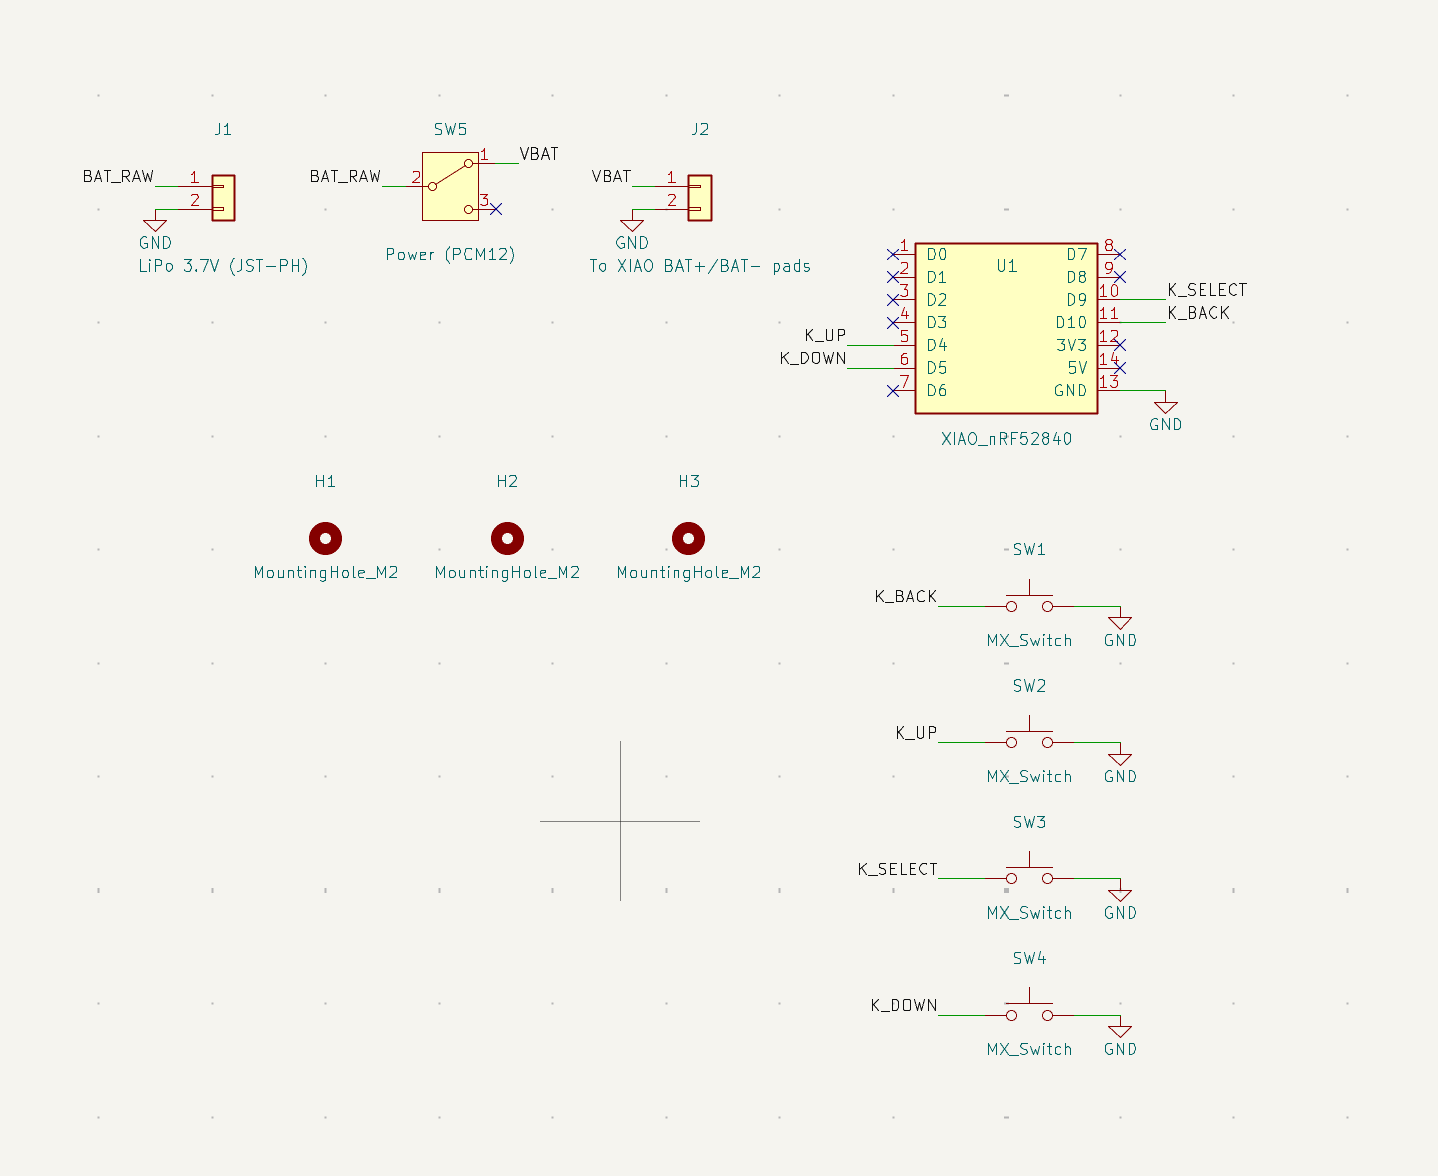 J1
SW5
J2
BAT_RAW
1
2
GND
LiPo 3.7V (JST-PH)
BAT_RAW
2
1
3
VBAT
Power (PCM12)
VBAT
1
2
GND
To XIAO BAT+/BAT- pads
U1
1 D0
2 D1
3 D2
4 D3
K_UP 5 D4
K_DOWN 6 D5
7 D6
D7 8
D8 9
D9 10 K_SELECT
D10 11 K_BACK
3V3 12
5V 14
GND 13
GND
XIAO_nRF52840
H1
H2
H3
MountingHole_M2
MountingHole_M2
MountingHole_M2
SW1
K_BACK
MX_Switch
GND
SW2
K_UP
MX_Switch
GND
SW3
K_SELECT
MX_Switch
GND
SW4
K_DOWN
MX_Switch
GND